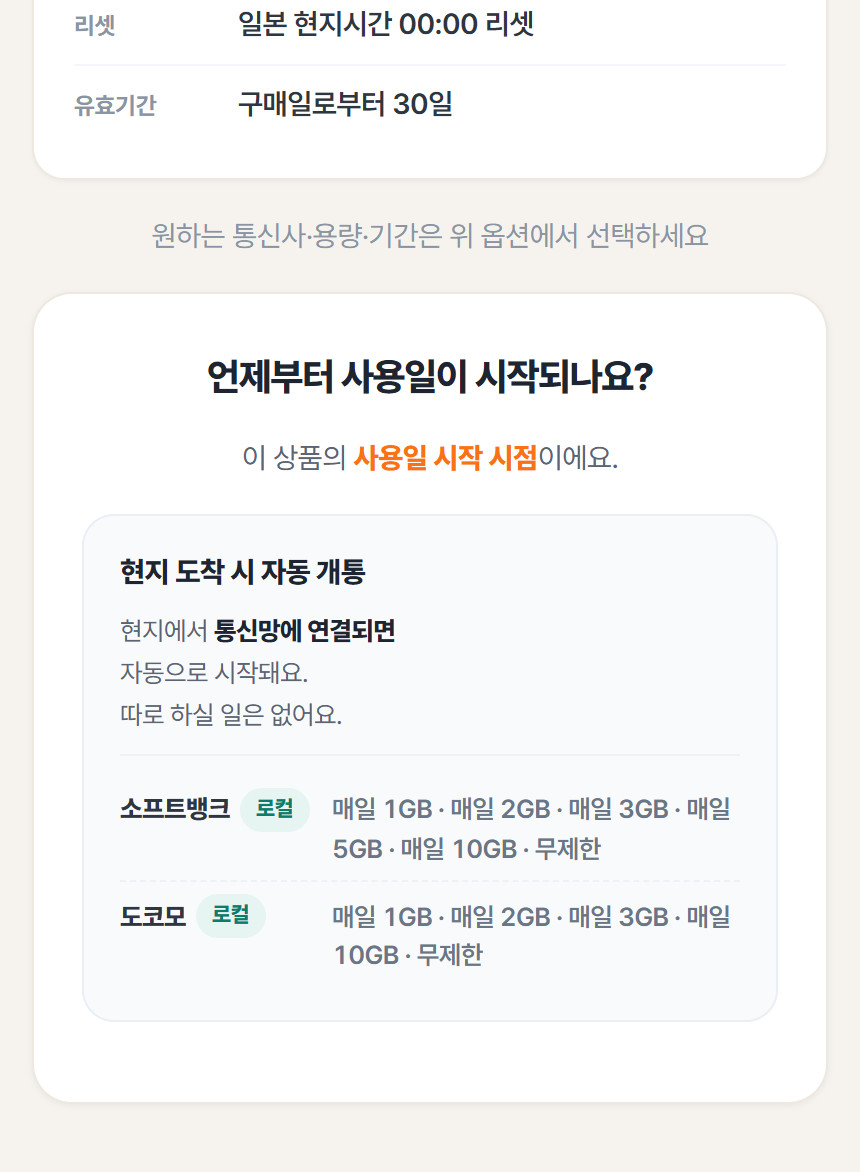 리셋 일본 현지시간 00:00 리셋
유효기간 구매일로부터 30일
원하는 통신사·용량·기간은 위 옵션에서 선택하세요
언제부터 사용일이 시작되나요?
이 상품의 사용일 시작 시점이에요.
현지 도착 시 자동 개통
현지에서 통신망에 연결되면
자동으로 시작돼요.
따로 하실 일은 없어요.
소프트뱅크 로컬 매일 1GB · 매일 2GB · 매일 3GB · 매일
5GB · 매일 10GB · 무제한
도코모 로컬 매일 1GB · 매일 2GB · 매일 3GB · 매일
10GB · 무제한